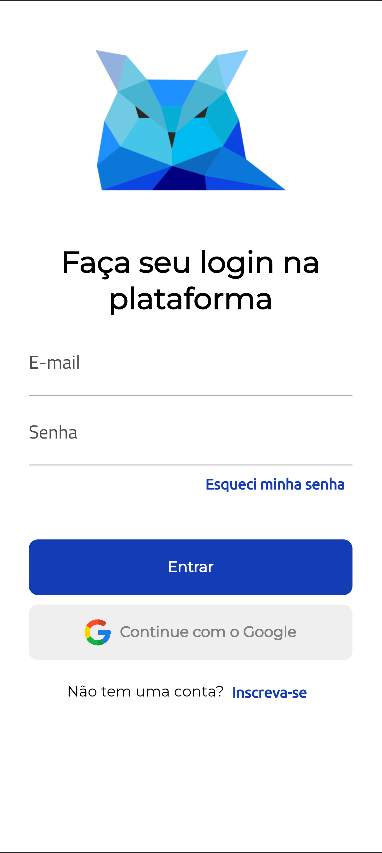 Faça seu login na
plataforma
E-mail
Senha
Esqueci minha senha
Entrar
Continue com o Google
Não tem uma conta? Inscreva-se